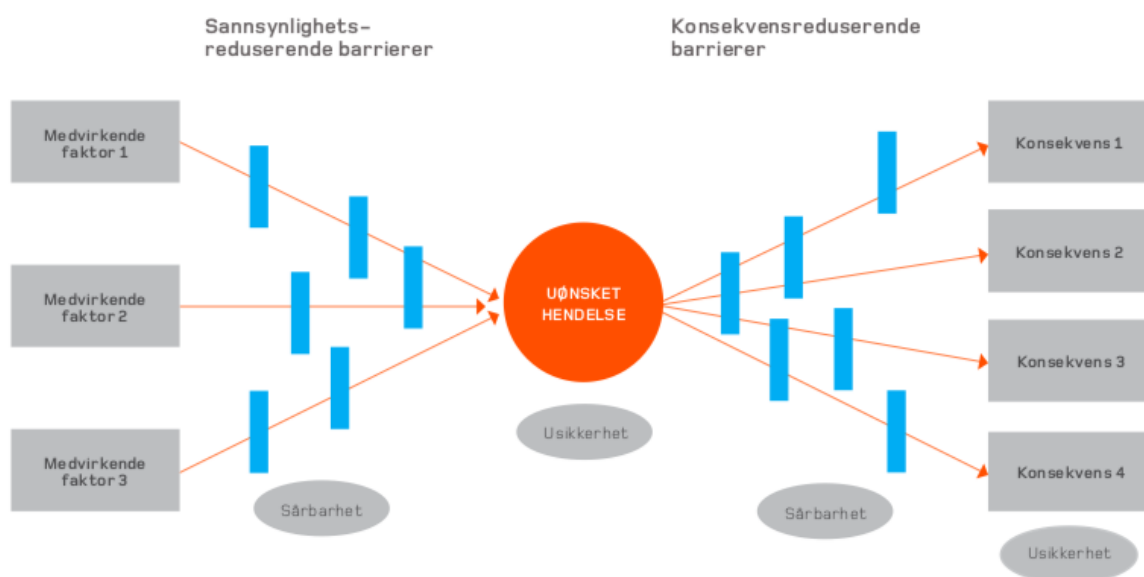 Sannsynlighets-
reduserende barrierer
Konsekvensreduserende
barrierer
Medvirkende
faktor 1
Medvirkende
faktor 2
Medvirkende
faktor 3
UØNSKET
HENDELSE
Konsekvens 1
Konsekvens 2
Konsekvens 3
Konsekvens 4
Usikkerhet
Sårbarhet
Sårbarhet
Usikkerhet